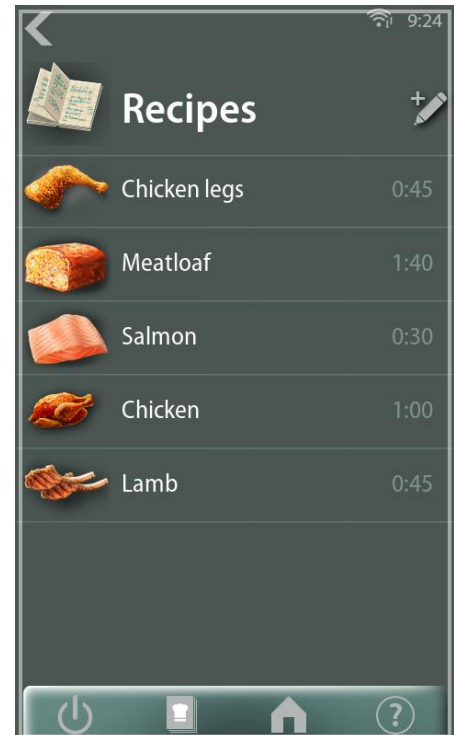 9:24
Recipes
Chicken legs 0:45
Meatloaf 1:40
Salmon 0:30
Chicken 1:00
Lamb 0:45
?